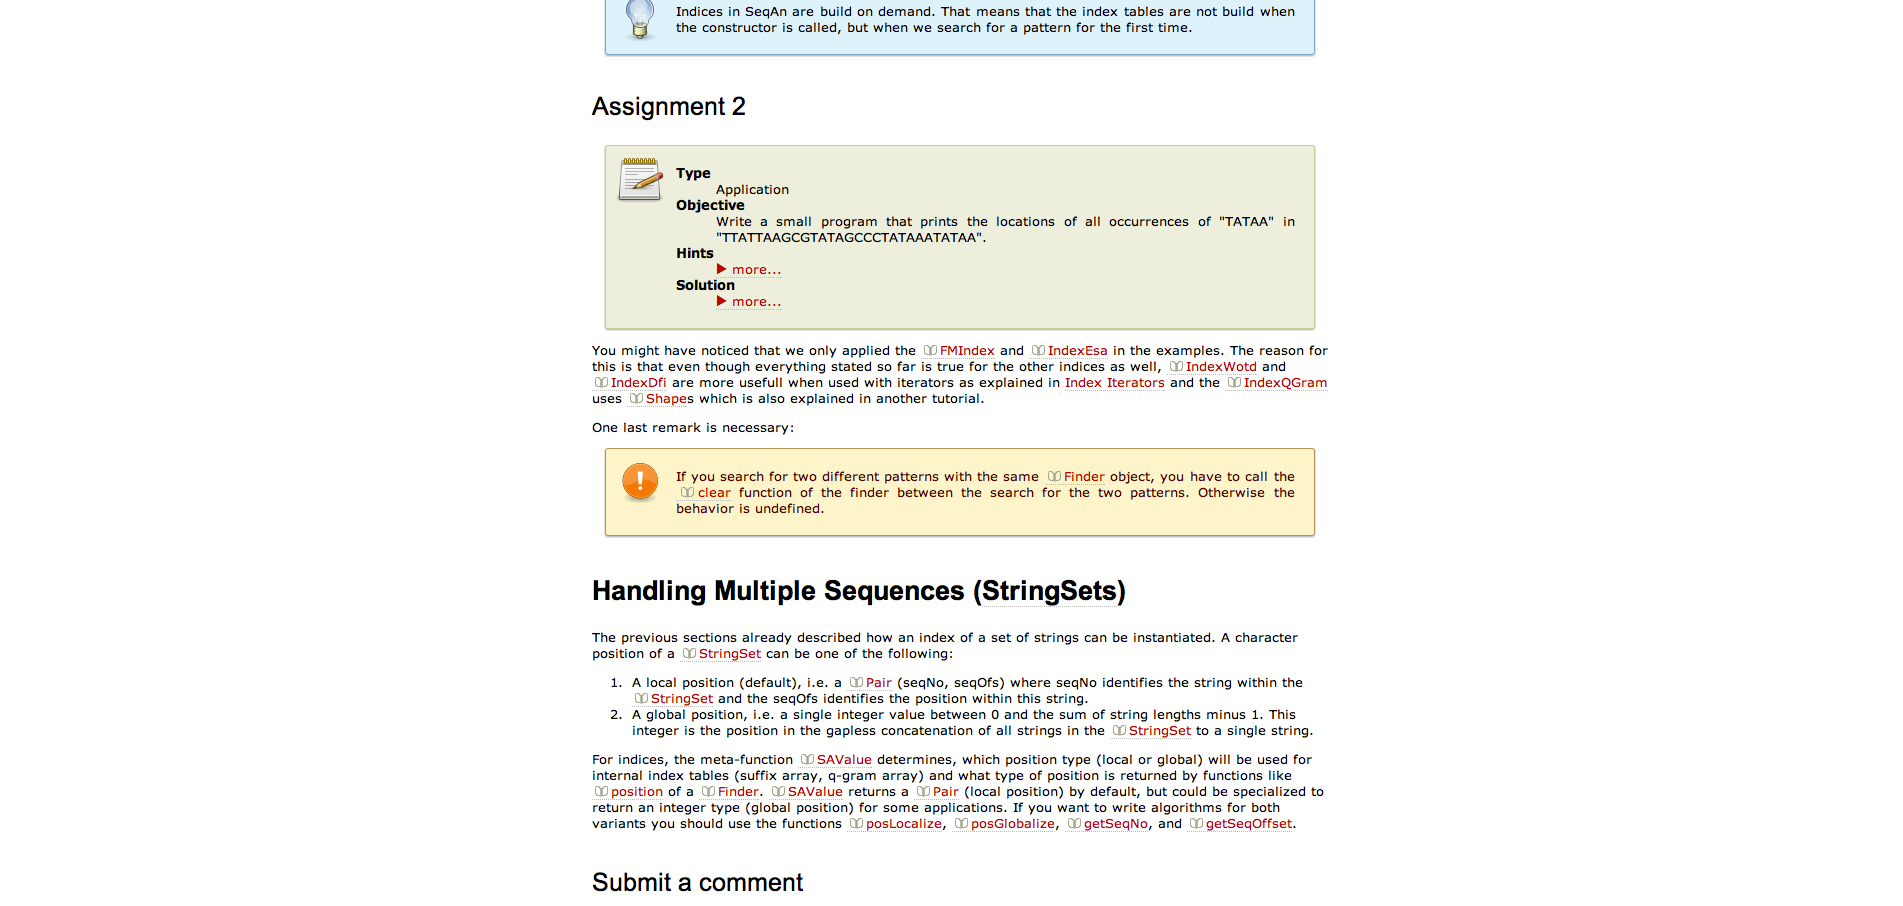 Indices in SeqAn are build on demand. That means that the index tables are not build when
the constructor is called, but when we search for a pattern for the first time.
Assignment 2
Type
Application
Objective
Write a small program that prints the locations of all occurrences of "TATAA" in
"TTATTAAGCGTATAGCCCTATAAATATAA".
Hints
more...
Solution
more...
You might have noticed that we only applied the FMIndex and IndexEsa in the examples. The reason for
this is that even though everything stated so far is true for the other indices as well, IndexWotd and
IndexDfi are more usefull when used with iterators as explained in Index Iterators and the IndexQGram
uses Shapes which is also explained in another tutorial.
One last remark is necessary:
If you search for two different patterns with the same Finder object, you have to call the
clear function of the finder between the search for the two patterns. Otherwise the
behavior is undefined.
Handling Multiple Sequences (StringSets)
The previous sections already described how an index of a set of strings can be instantiated. A character
position of a StringSet can be one of the following:
1. A local position (default), i.e. a Pair (seqNo, seqOfs) where seqNo identifies the string within the
StringSet and the seqOfs identifies the position within this string.
2. A global position, i.e. a single integer value between 0 and the sum of string lengths minus 1. This
integer is the position in the gapless concatenation of all strings in the StringSet to a single string.
For indices, the meta-function SAValue determines, which position type (local or global) will be used for
internal index tables (suffix array, q-gram array) and what type of position is returned by functions like
position of a Finder. SAValue returns a Pair (local position) by default, but could be specialized to
return an integer type (global position) for some applications. If you want to write algorithms for both
variants you should use the functions posLocalize, posGlobalize, getSeqNo, and getSeqOffset.
Submit a comment